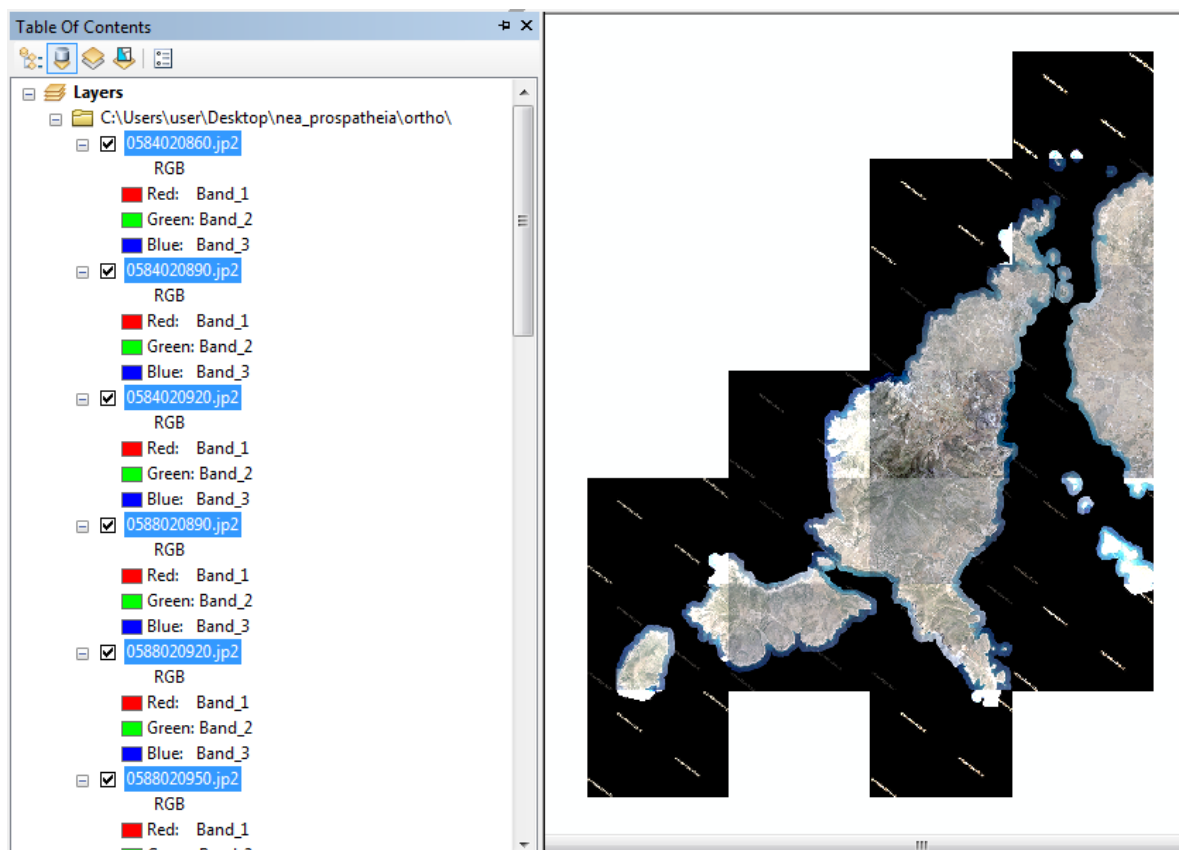 Table Of Contents
Layers
C:\Users\user\Desktop\nea_prospatheia\ortho\
0584020860.jp2
RGB
Red: Band_1
Green: Band_2
Blue: Band_3
0584020890.jp2
RGB
Red: Band_1
Green: Band_2
Blue: Band_3
0584020920.jp2
RGB
Red: Band_1
Green: Band_2
Blue: Band_3
0588020890.jp2
RGB
Red: Band_1
Green: Band_2
Blue: Band_3
0588020920.jp2
RGB
Red: Band_1
Green: Band_2
Blue: Band_3
0588020950.jp2
RGB
Red: Band_1